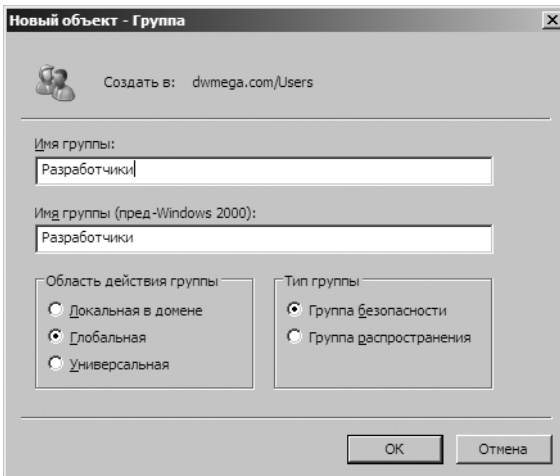 Новый объект - Группа
Создать в: dwmega.com/Users
Имя группы:
Разработчики
Имя группы (пред-Windows 2000):
Разработчики
Область действия группы
Локальная в домене
Глобальная
Универсальная
Тип группы
Группа безопасности
Группа распространения
OK
Отмена